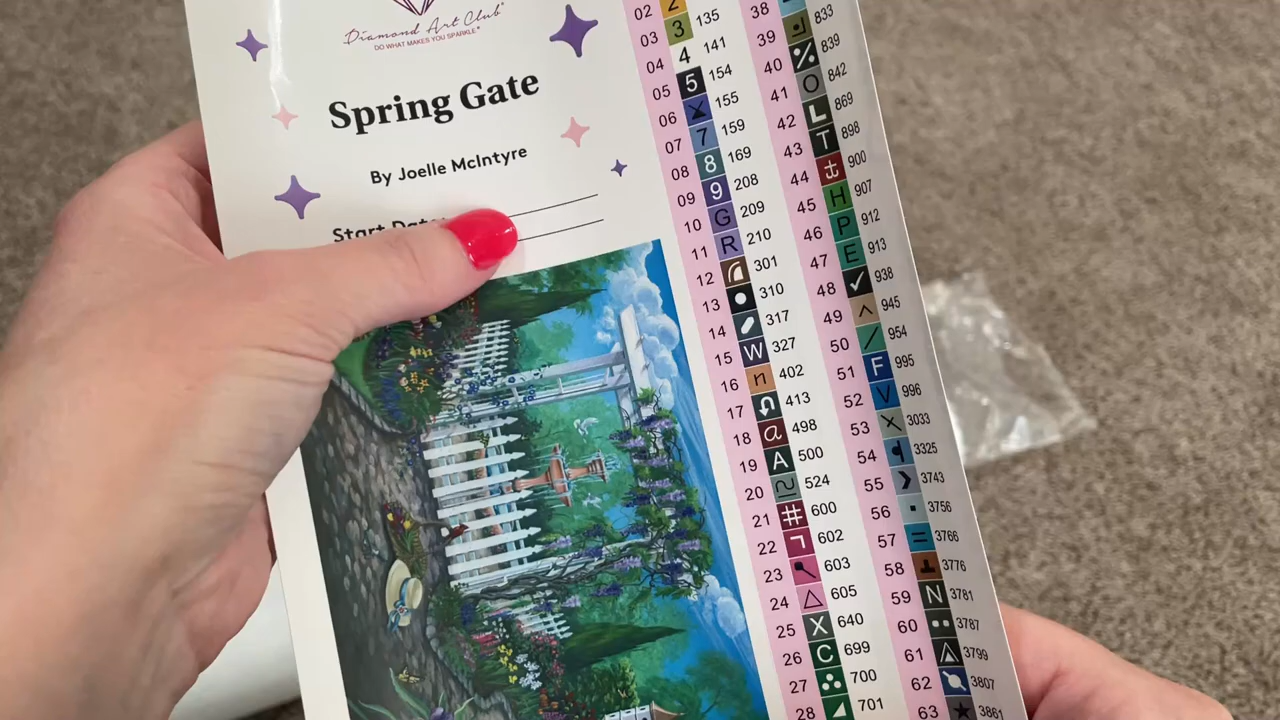 Diamond Art Club®
DO WHAT MAKES YOU SPARKLE®
Spring Gate
By Joelle McIntyre
Start Date:
02 2
03 3 135
04 4 141
05 5 154
06 155
07 7 159
08 8 169
09 9 208
10 G 209
11 R 210
12 301
13 310
14 317
15 W 327
16 n 402
17 413
18 a 498
19 A 500
20 524
21 # 600
22 602
23 603
24 △ 605
25 X 640
26 C 699
27 700
28 701
38
39 833
40 % 839
41 O 842
42 L 869
43 T 898
44 900
45 H 907
46 P 912
47 E 913
48 ✓ 938
49 ^ 945
50 / 954
51 F 995
52 V 996
53 3033
54 3325
55 3743
56 3756
57 = 3766
58 3776
59 N 3781
60 3787
61 3799
62 3807
63 ★ 3861